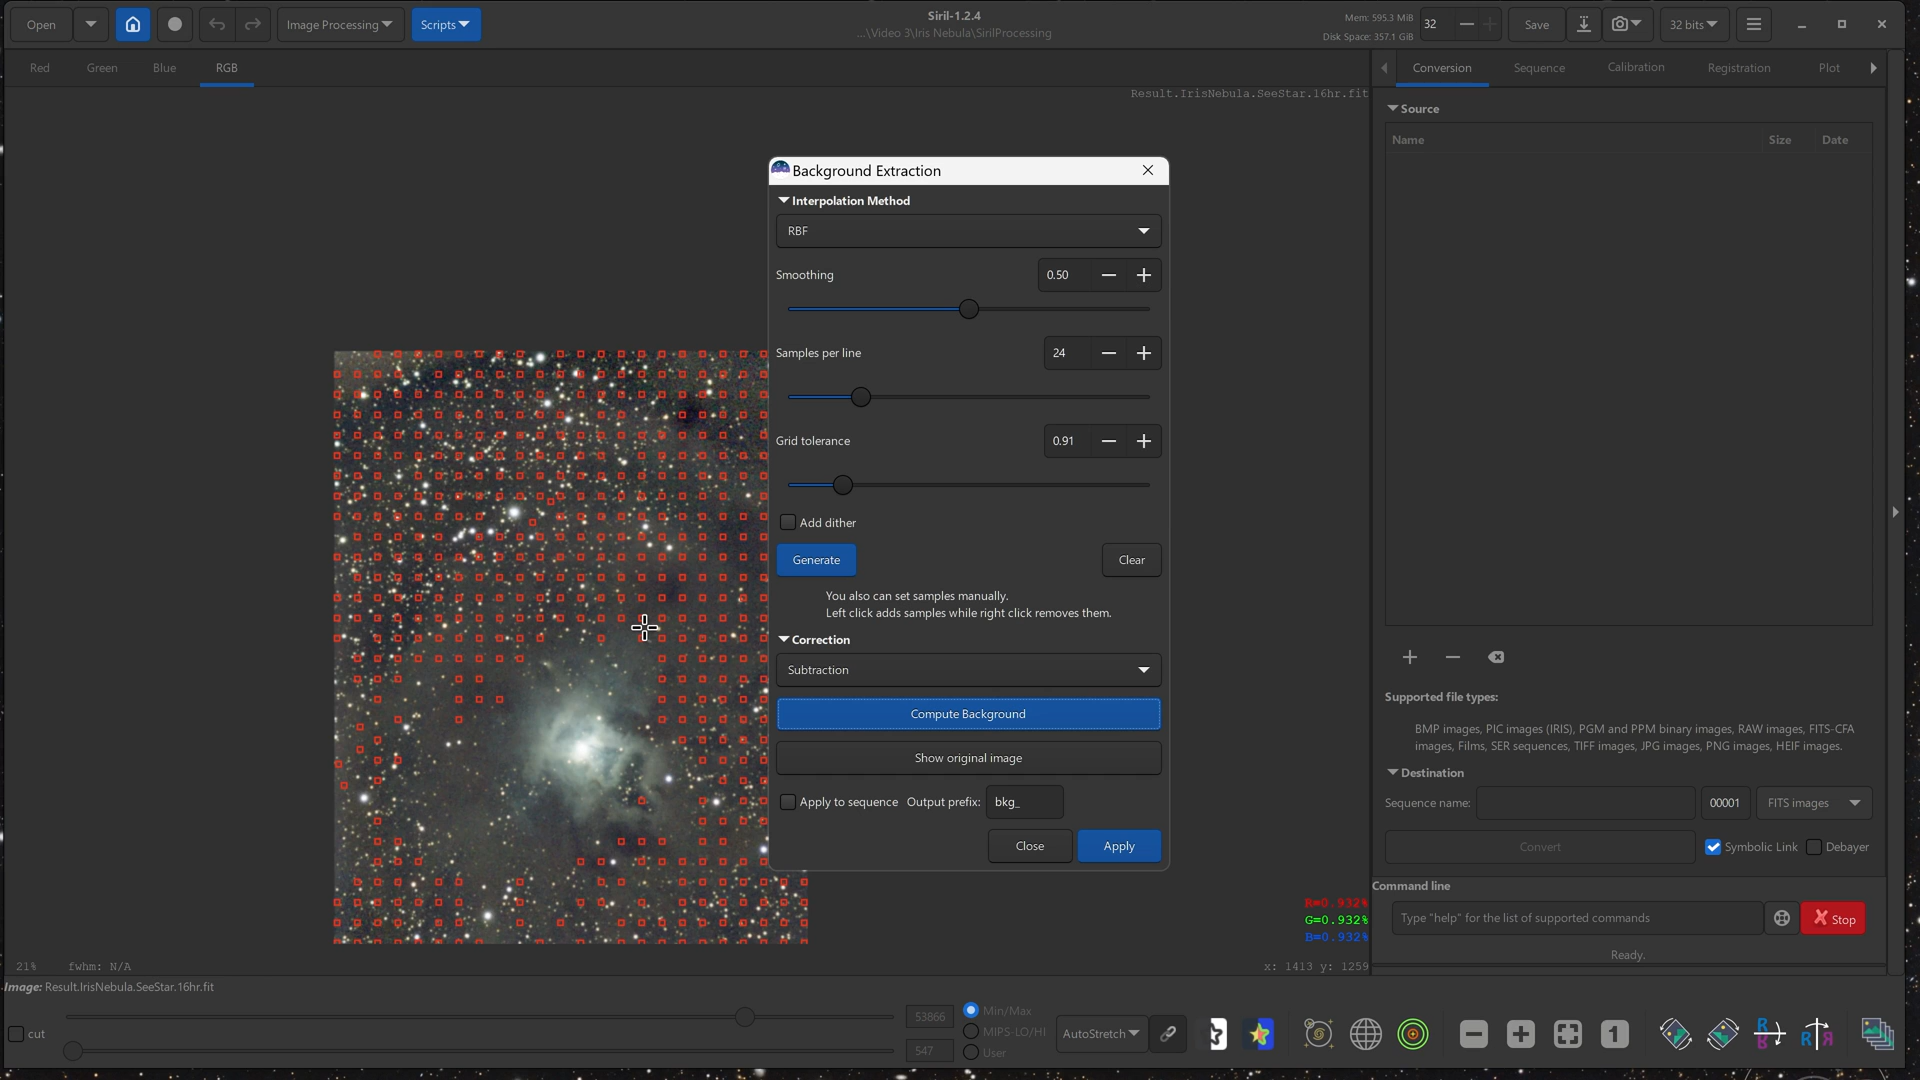 Open
Image Processing
Scripts
Siril-1.2.4
...\Video 3\Iris Nebula\SirilProcessing
Mem: 595.3 MiB
Disk Space: 357.1 GiB
32
Save
32 bits
Red
Green
Blue
RGB
Result.IrisNebula.SeeStar.16hr.fit
Conversion
Sequence
Calibration
Registration
Plot
Source
Name
Size
Date
Background Extraction
Interpolation Method
RBF
Smoothing
0.50
Samples per line
24
Grid tolerance
0.91
Add dither
Generate
Clear
You also can set samples manually.
Left click adds samples while right click removes them.
Correction
Subtraction
Compute Background
Show original image
Apply to sequence
Output prefix:
bkg_
Close
Apply
Supported file types:
BMP images, PIC images (IRIS), PGM and PPM binary images, RAW images, FITS-CFA
images, Films, SER sequences, TIFF images, JPG images, PNG images, HEIF images.
Destination
Sequence name:
00001
FITS images
Convert
Symbolic Link
Debayer
Command line
Type "help" for the list of supported commands
Stop
Ready.
R=0.932%
G=0.932%
B=0.932%
21%
fwhm: N/A
x: 1413 y: 1259
Image: Result.IrisNebula.SeeStar.16hr.fit
cut
53866
547
Min/Max
MIPS-LO/HI
User
AutoStretch
1
R
R
R R